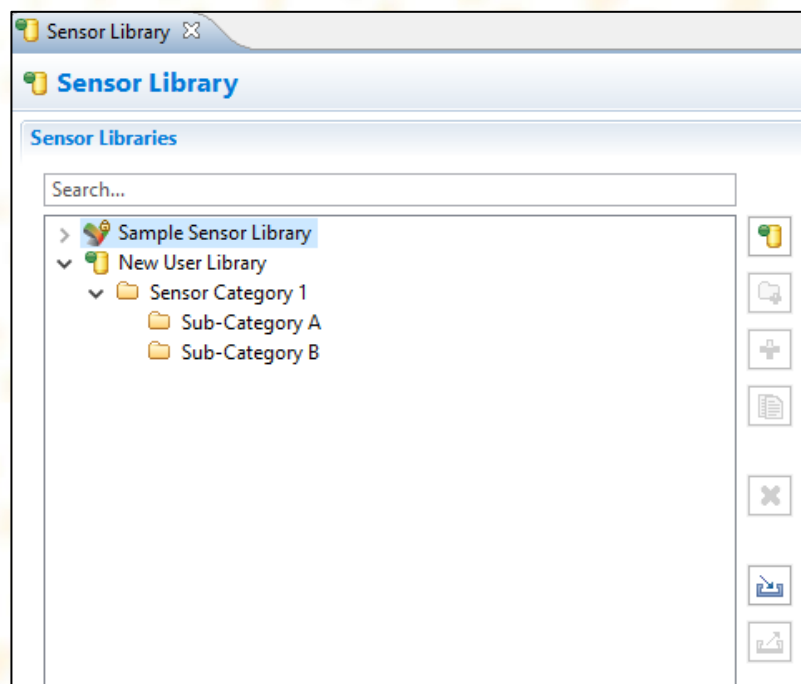 Sensor Library
Sensor Library
Sensor Libraries
Search...
Sample Sensor Library
New User Library
Sensor Category 1
Sub-Category A
Sub-Category B